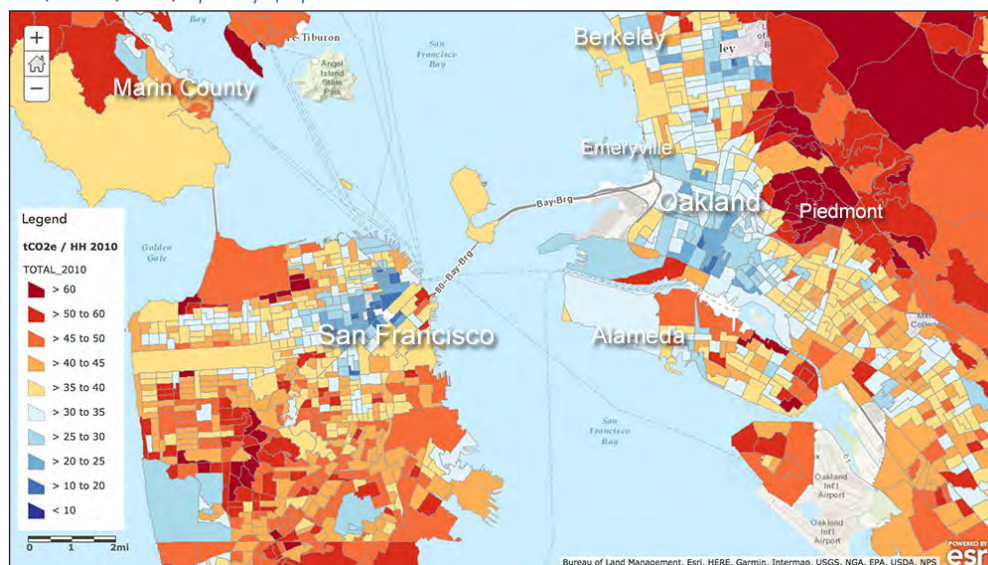 Bay
re-Tiburon
San
Francisco
Bay
Berkeley
ley
Angel
Island
State
Park
Marin County
Emeryville
Bay-Brg
Oakland
Piedmont
Legend
tCO2e / HH 2010
TOTAL_2010
> 60
> 50 to 60
> 45 to 50
> 40 to 45
> 35 to 40
> 30 to 35
> 25 to 30
> 20 to 25
> 10 to 20
< 10
0 1 2mi
Golden
Gate
80-Bay-Brg
San Francisco
Alameda
San
Francisco
Bay
Oakland
Int'l
Airport
Oakland
Int'l
Airport
POWERED BY
esri
Bureau of Land Management, Esri, HERE, Garmin, Intermap, USGS, NGA, EPA, USDA, NPS